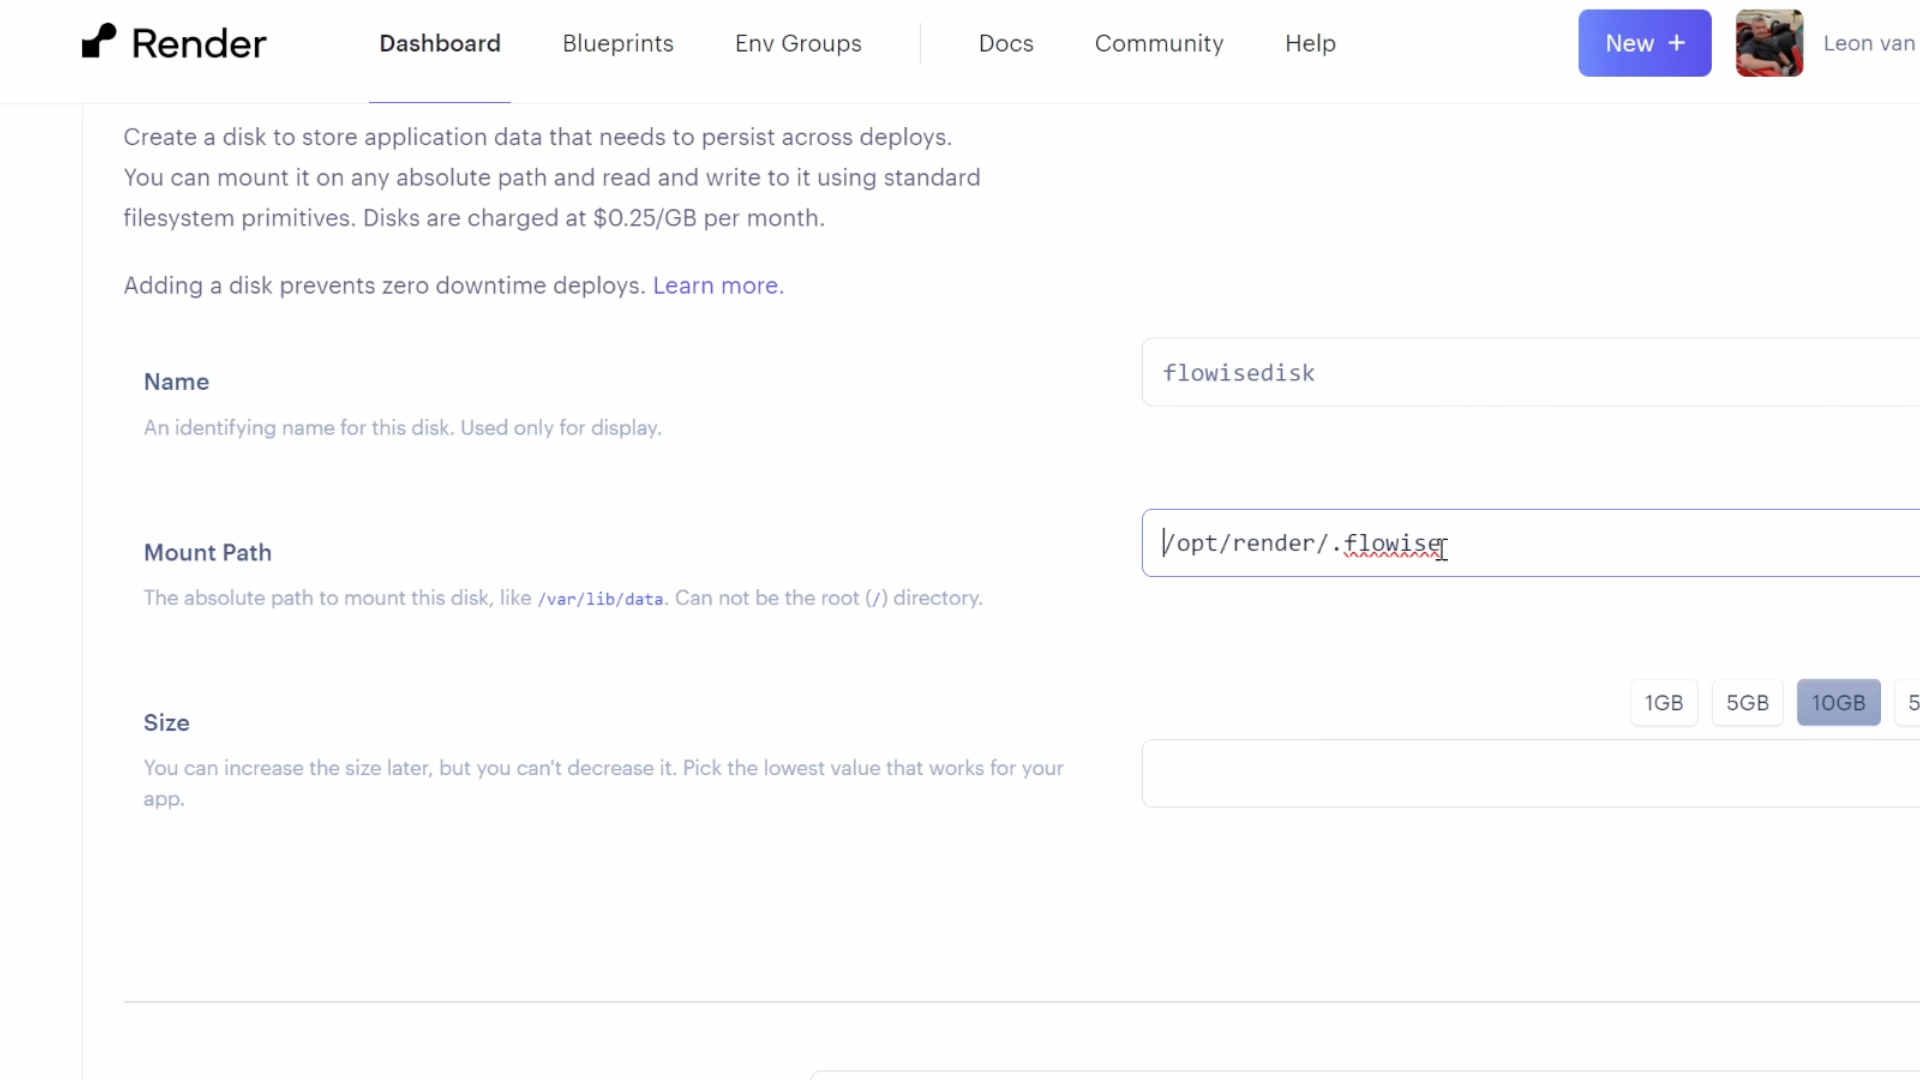 Render
Dashboard
Blueprints
Env Groups
Docs
Community
Help
New +
Leon van
Create a disk to store application data that needs to persist across deploys.
You can mount it on any absolute path and read and write to it using standard
filesystem primitives. Disks are charged at $0.25/GB per month.
Adding a disk prevents zero downtime deploys. Learn more.
Name
An identifying name for this disk. Used only for display.
flowisedisk
Mount Path
The absolute path to mount this disk, like /var/lib/data. Can not be the root (/) directory.
/opt/render/.flowise
Size
You can increase the size later, but you can't decrease it. Pick the lowest value that works for your
app.
1GB
5GB
10GB
5